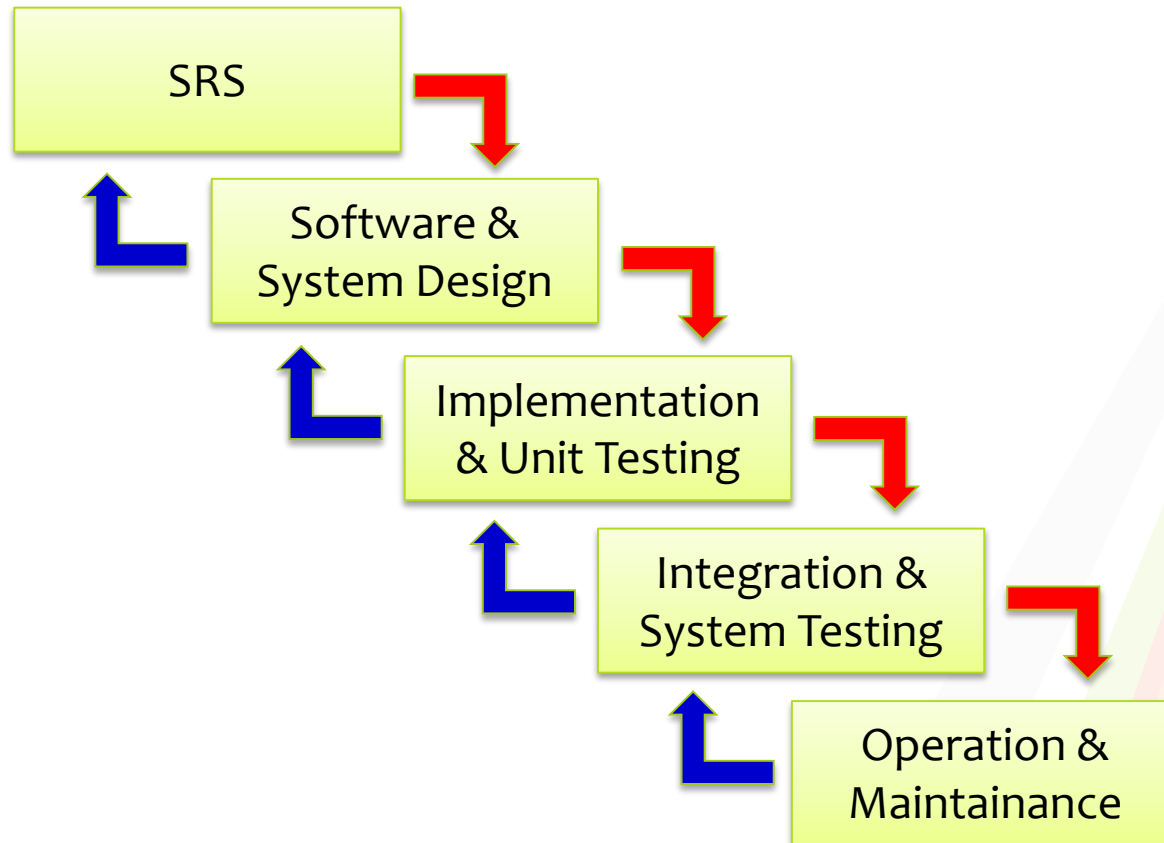 SRS
Software &
System Design
Implementation
& Unit Testing
Integration &
System Testing
Operation &
Maintainance